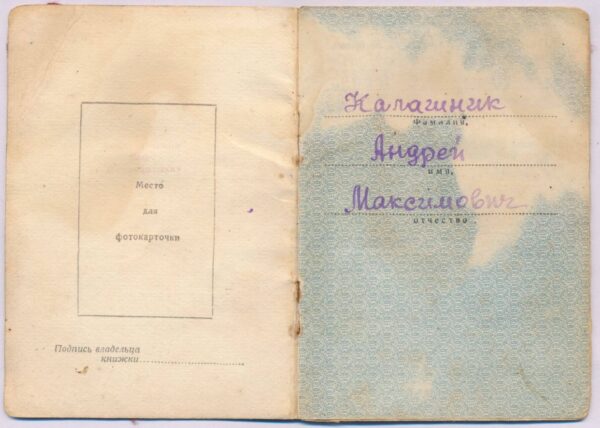 Место
для
фотокарточки
Подпись владельца
книжки
Калашник
Фамилия,
Андрей
имя,
Максимович
отчество